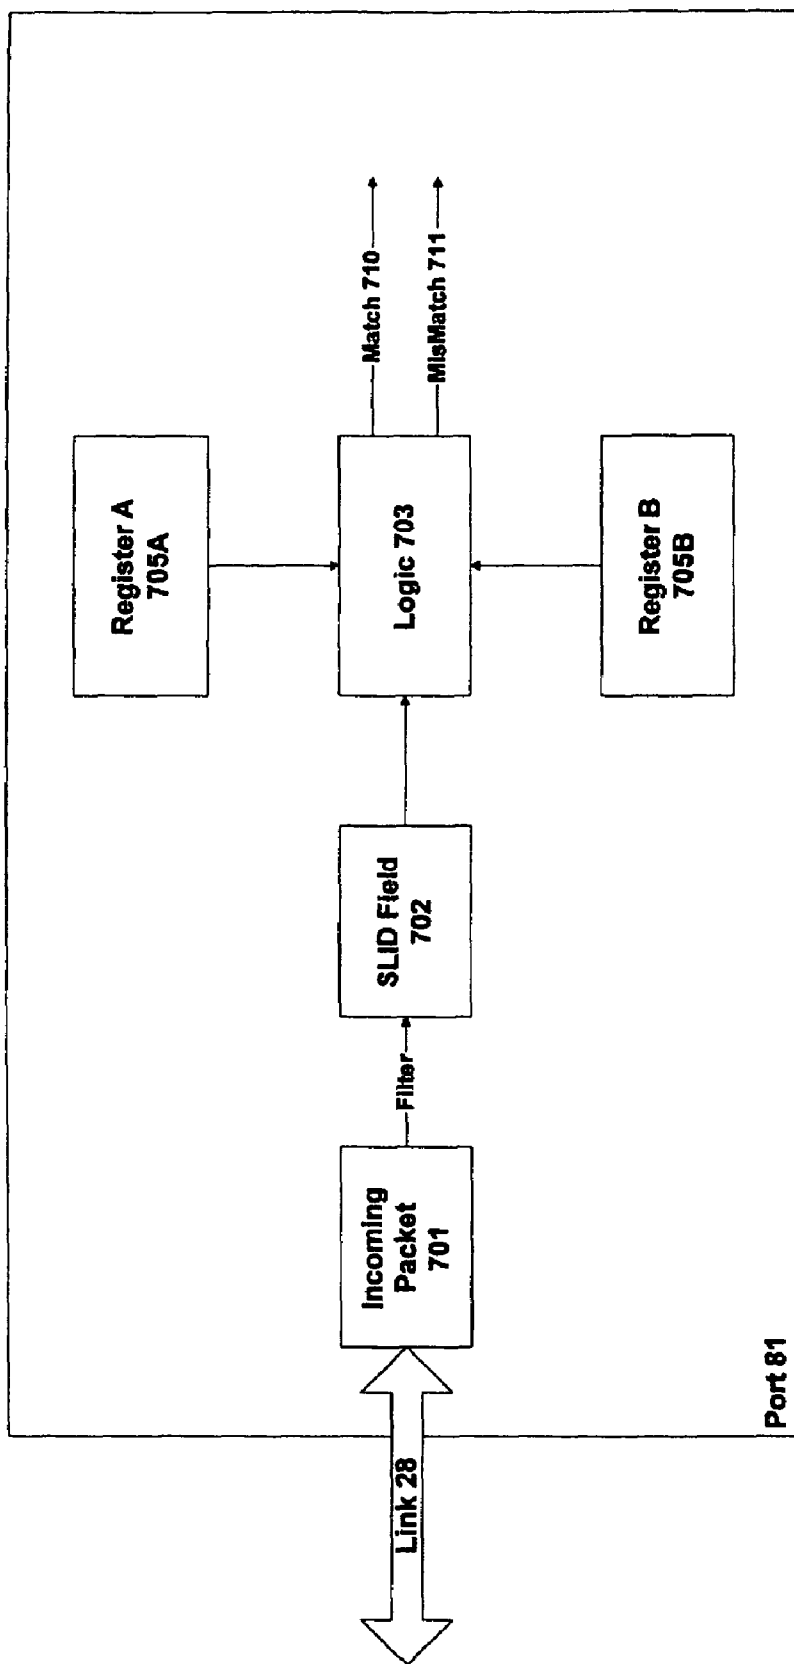 Link 28
Incoming
Packet
701
Filter
SLID Field
702
Register A
705A
Logic 703
Register B
705B
Match 710
MisMatch 711
Port 81